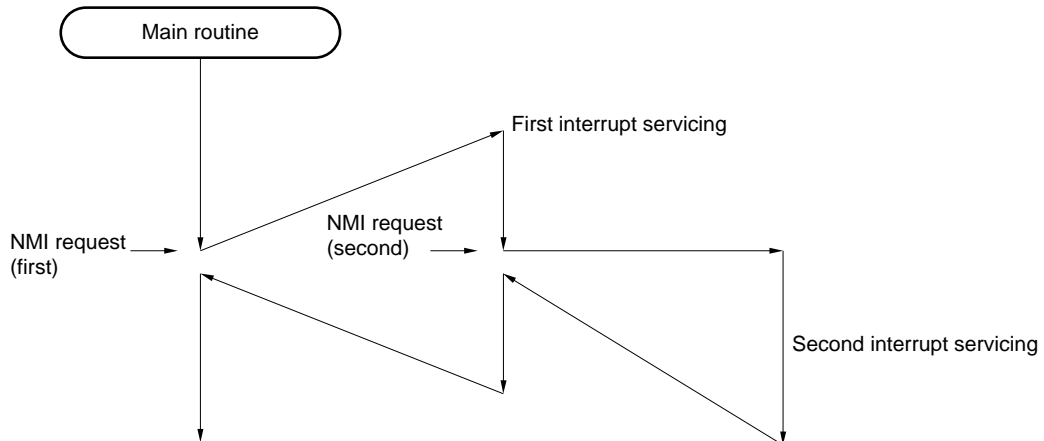 Main routine
First interrupt servicing
NMI request
(first)
NMI request
(second)
Second interrupt servicing